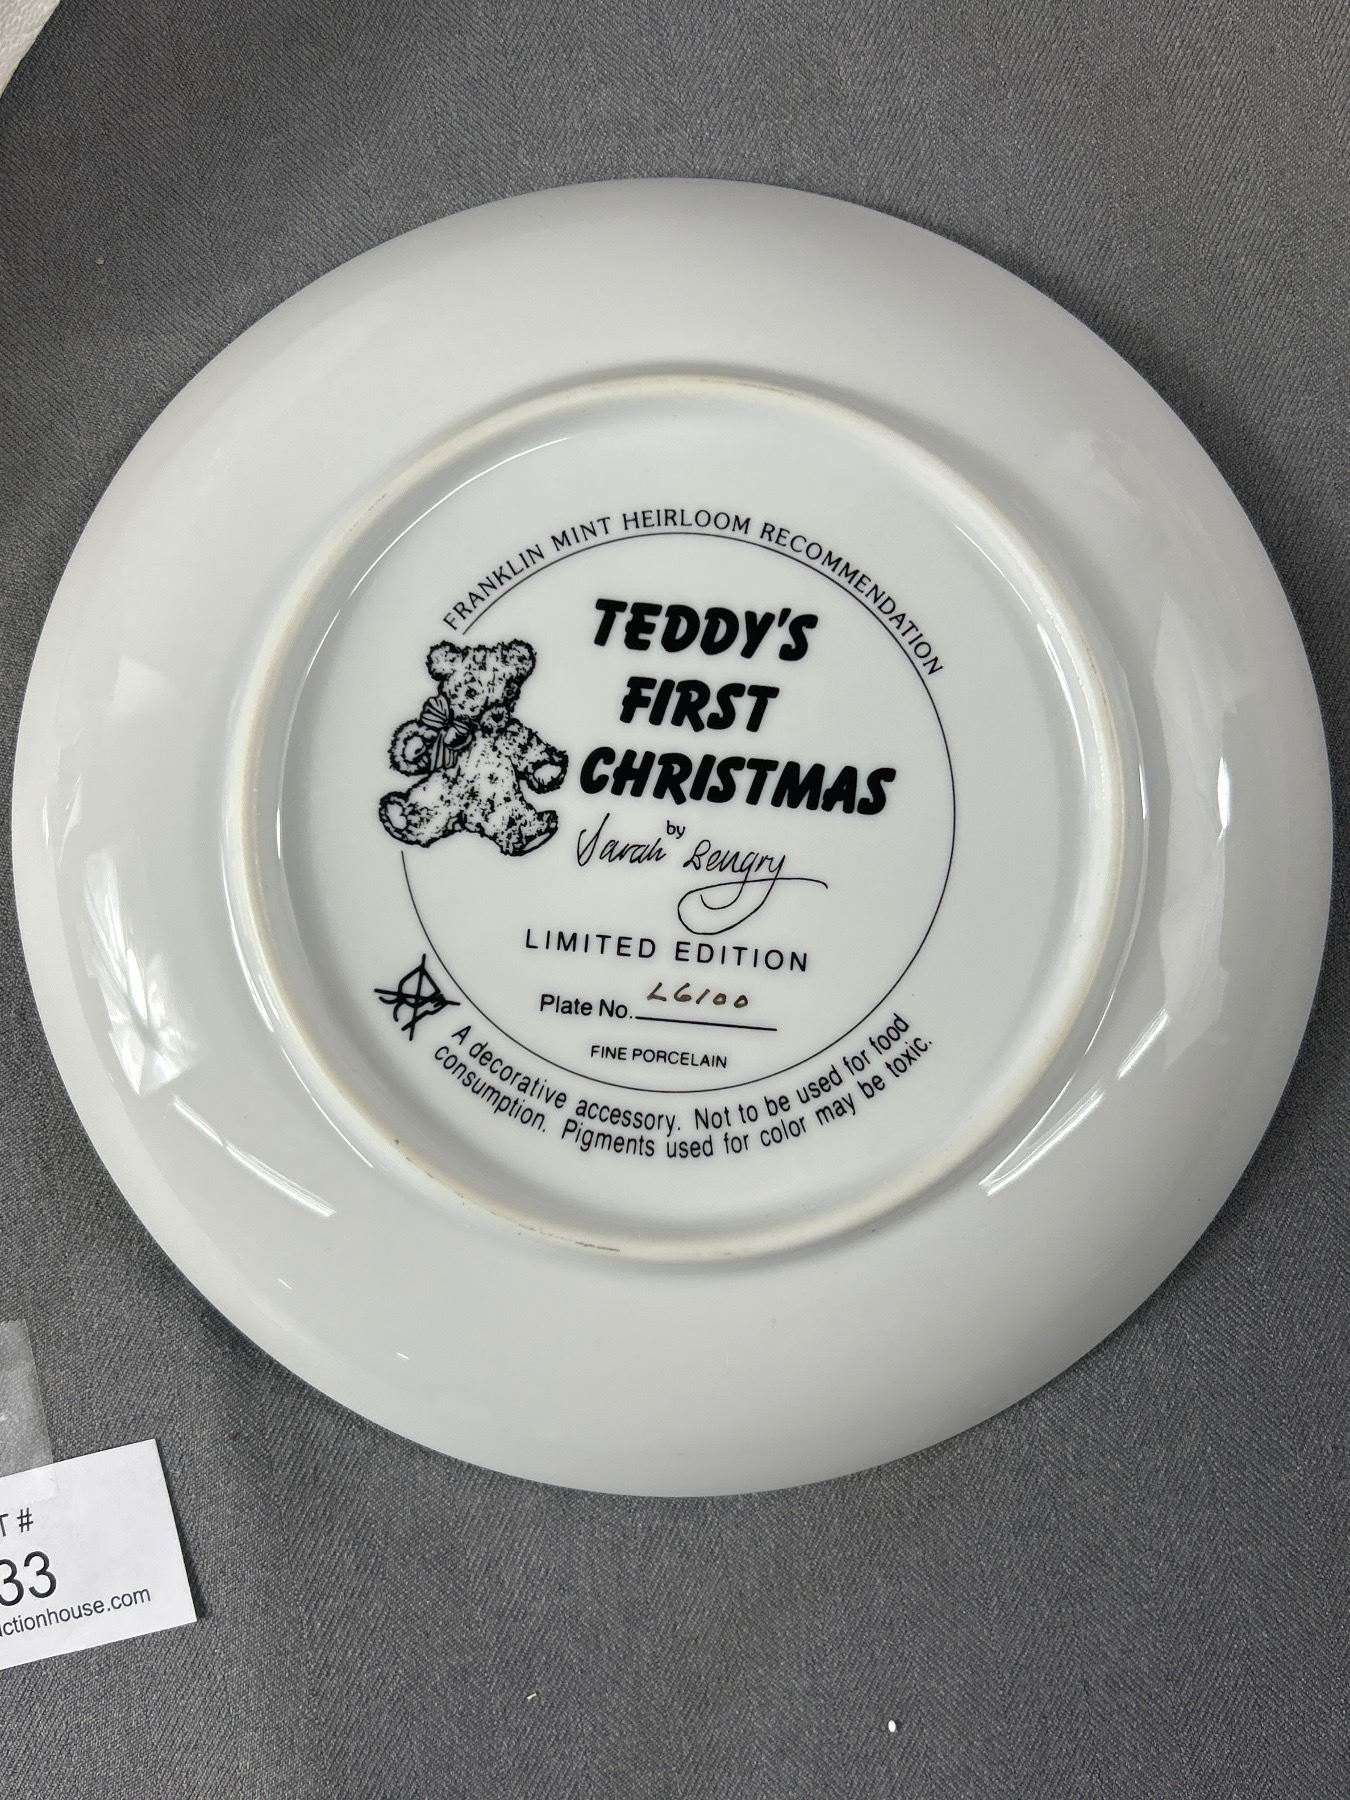 FRANKLIN MINT HEIRLOOM RECOMMENDATION
TEDDY'S
FIRST
CHRISTMAS
by
Sarah Bengry
LIMITED EDITION
Plate No. L6100
FINE PORCELAIN
A decorative accessory. Not to be used for food
consumption. Pigments used for color may be toxic.
T #
33
ctionhouse.com